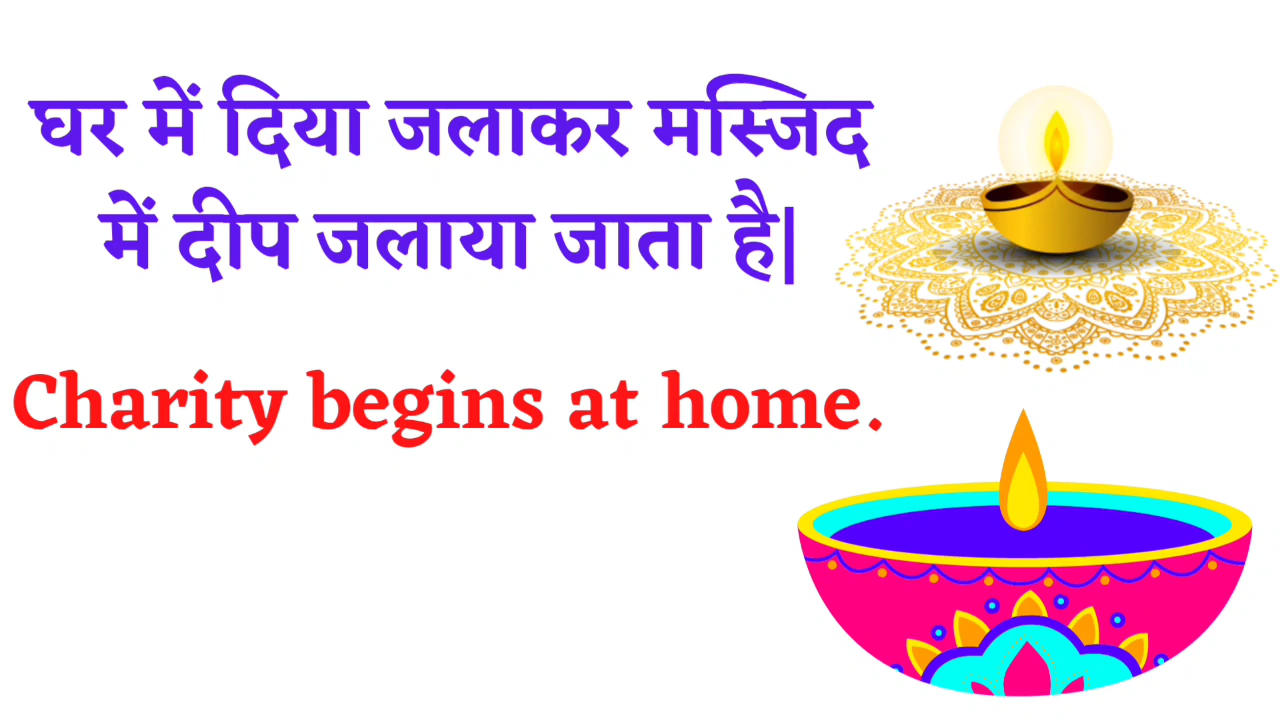 घर में दिया जलाकर मस्जिद
में दीप जलाया जाता है|
Charity begins at home.